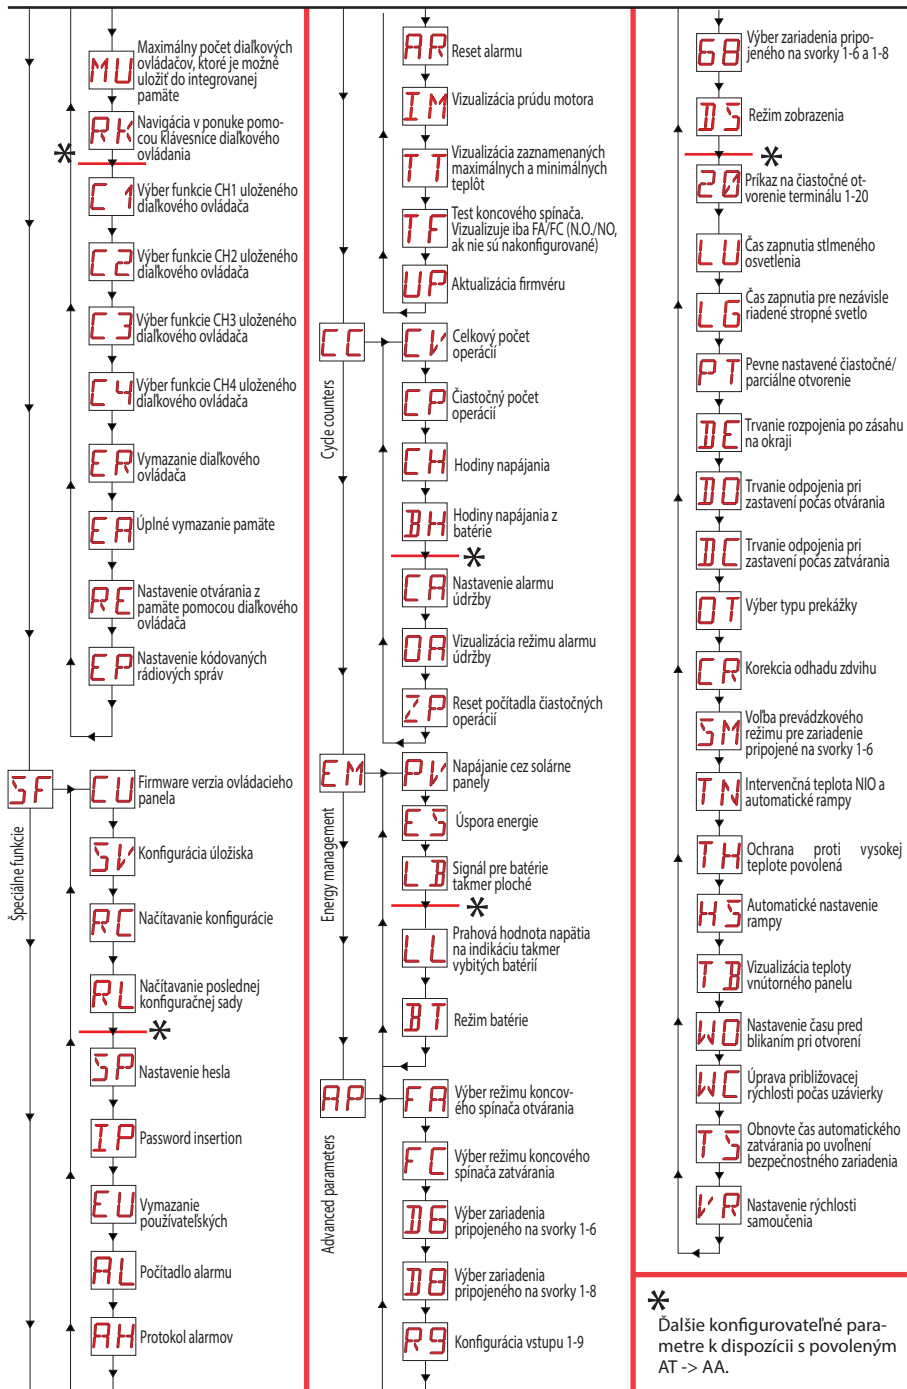 MU
Maximálny počet diaľkových
ovládačov, ktoré je možné
uložiť do integrovanej
pamäte
RK
Navigácia v ponuke pomo-
cou klávesnice diaľkového
ovládania
*
C1
Výber funkcie CH1 uloženého
diaľkového ovládača
C2
Výber funkcie CH2 uloženého
diaľkového ovládača
C3
Výber funkcie CH3 uloženého
diaľkového ovládača
C4
Výber funkcie CH4 uloženého
diaľkového ovládača
ER
Vymazanie diaľkového
ovládača
EA
Úplné vymazanie pamäte
RE
Nastavenie otvárania z
pamäte pomocou diaľkového
ovládača
EP
Nastavenie kódovaných
rádiových správ
SF
Špeciálne funkcie
CU
Firmware verzia ovládacieho
panela
SV
Konfigurácia úložiska
RC
Načítavanie konfigurácie
RL
Načítavanie poslednej
konfiguračnej sady
*
SP
Nastavenie hesla
IP
Password insertion
EU
Vymazanie
používateľských
AL
Počítadlo alarmu
AH
Protokol alarmov
AR
Reset alarmu
IM
Vizualizácia prúdu motora
TT
Vizualizácia zaznamenaných
maximálnych a minimálnych
teplôt
TF
Test koncového spínača.
Vizualizuje iba FA/FC (N.O./NO,
ak nie sú nakonfigurované)
UP
Aktualizácia firmvéru
CC
Cycle counters
CV
Celkový počet
operácií
CP
Čiastočný počet
operácií
CH
Hodiny napájania
BH
Hodiny napájania z
batérie
*
CA
Nastavenie alarmu
údržby
OA
Vizualizácia režimu alarmu
údržby
ZP
Reset počítadla čiastočných
operácií
EM
Energy management
PV
Napájanie cez solárne
panely
ES
Úspora energie
LB
Signál pre batérie
takmer ploché
*
LL
Prahová hodnota napätia
na indikáciu takmer
vybitých batérií
BT
Režim batérie
AP
Advanced parameters
FA
Výber režimu koncov-
ého spínača otvárania
FC
Výber režimu koncového
spínača zatvárania
D6
Výber zariadenia
pripojeného na svorky 1-6
D8
Výber zariadenia
pripojeného na svorky 1-8
R9
Konfigurácia vstupu 1-9
68
Výber zariadenia pripo-
jeného na svorky 1-6 a 1-8
DS
Režim zobrazenia
*
20
Príkaz na čiastočné ot-
vorenie terminálu 1-20
LU
Čas zapnutia stlmeného
osvetlenia
LG
Čas zapnutia pre nezávisle
riadené stropné svetlo
PT
Pevne nastavené čiastočné/
parciálne otvorenie
DE
Trvanie rozpojenia po zásahu
na okraji
DO
Trvanie odpojenia pri
zastavení počas otvárania
DC
Trvanie odpojenia pri
zastavení počas zatvárania
OT
Výber typu prekážky
CR
Korekcia odhadu zdvihu
SM
Voľba prevádzkového
režimu pre zariadenie
pripojené na svorky 1-6
TN
Intervenčná teplota NIO a
automatické rampy
TH
Ochrana proti vysokej
teplote povolená
HS
Automatické nastavenie
rampy
TB
Vizualizácia teploty
vnútorného panelu
WO
Nastavenie času pred
blikaním pri otvorení
WC
Úprava približovacej
rýchlosti počas uzávierky
TS
Obnovte čas automatického
zatvárania po uvoľnení
bezpečnostného zariadenia
VR
Nastavenie rýchlosti
samoučenia
*
Ďalšie konfigurovateľné para-
metre k dispozícii s povoleným
AT -> AA.